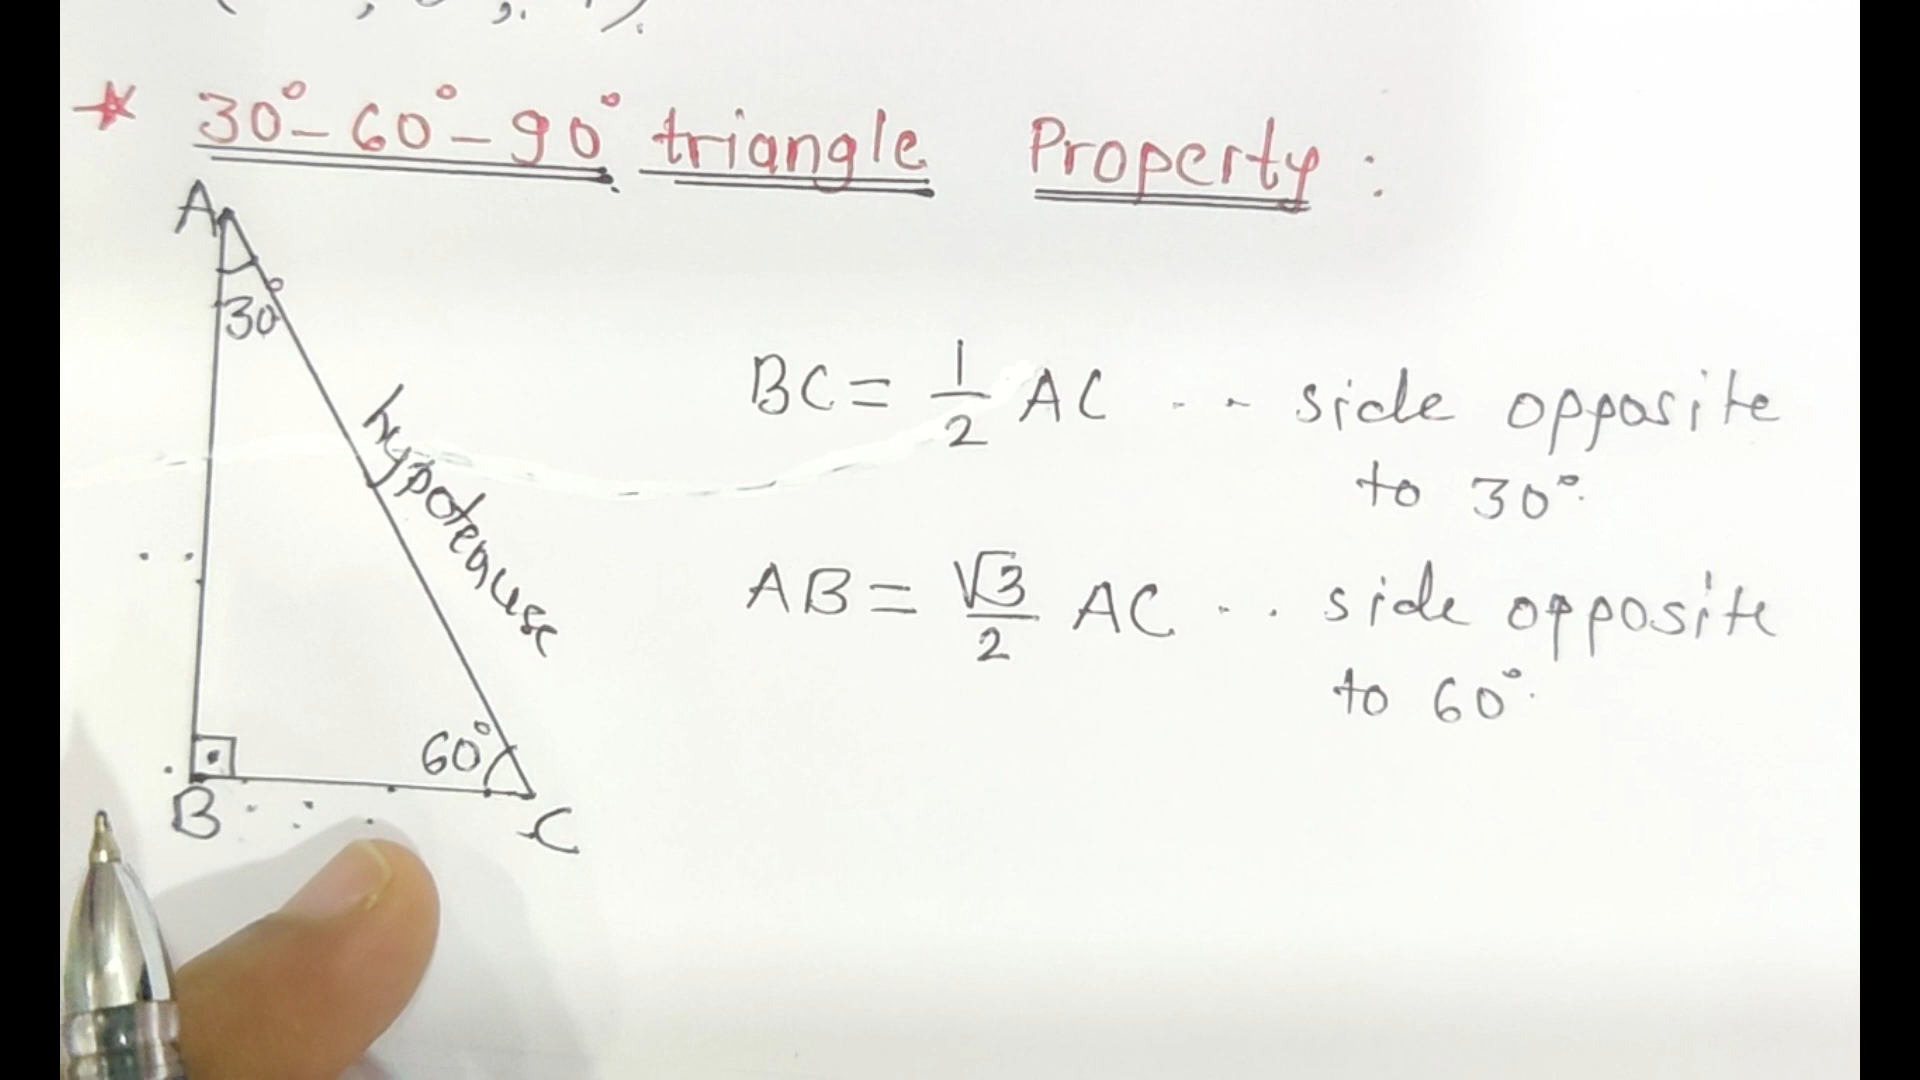 * 30° - 60° - 90° triangle Property :
A
30°
hypotenuse
60°
B
C
BC = 1/2 AC .. side opposite
to 30°.
AB = √3/2 AC .. side opposite
to 60°.